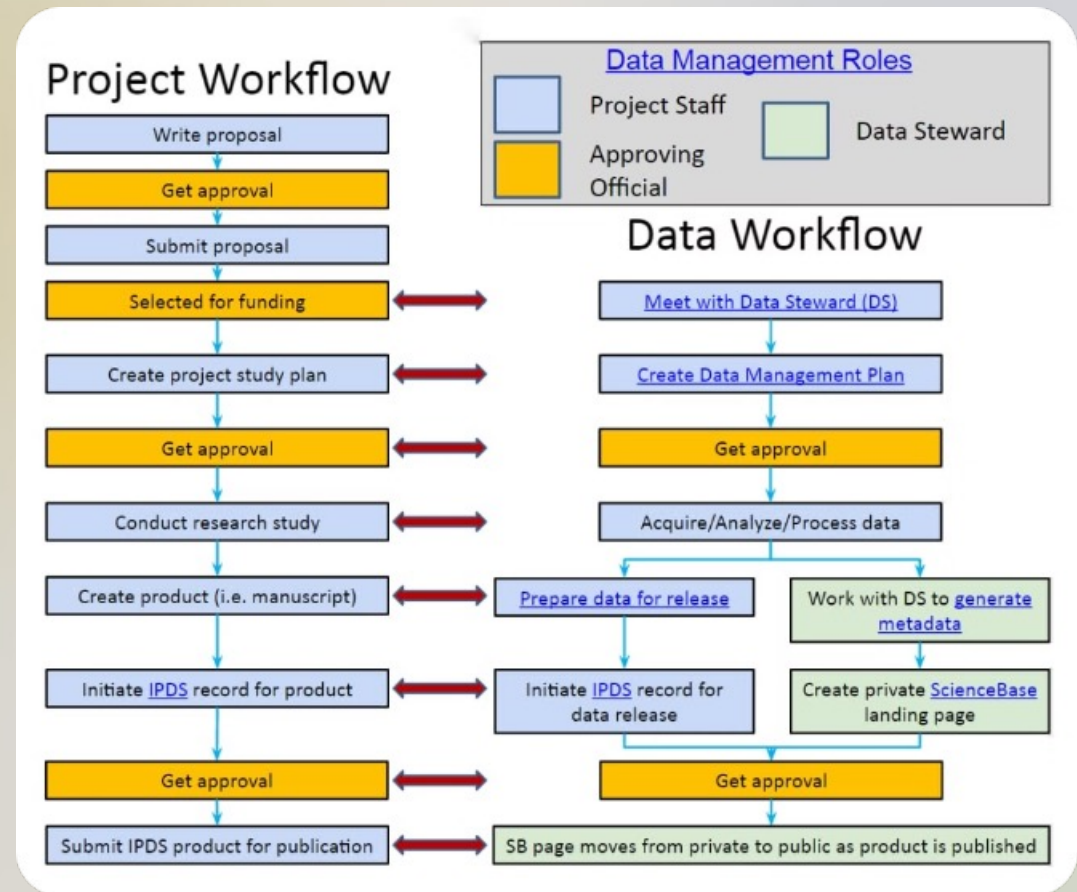 Project Workflow
Write proposal
Get approval
Submit proposal
Selected for funding
Create project study plan
Get approval
Conduct research study
Create product (i.e. manuscript)
Initiate IPDS record for product
Get approval
Submit IPDS product for publication
Data Management Roles
Project Staff
Approving
Official
Data Steward
Data Workflow
Meet with Data Steward (DS)
Create Data Management Plan
Get approval
Acquire/Analyze/Process data
Prepare data for release
Initiate IPDS record for
data release
Work with DS to generate
metadata
Create private ScienceBase
landing page
Get approval
SB page moves from private to public as product is published